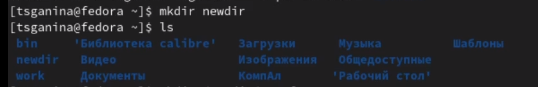 [tsganina@fedora ~]$ mkdir newdir
[tsganina@fedora ~]$ ls
bin 'Библиотека calibre' Загрузки Музыка Шаблоны
newdir Видео Изображения Общедоступные
work Документы КомпАл 'Рабочий стол'